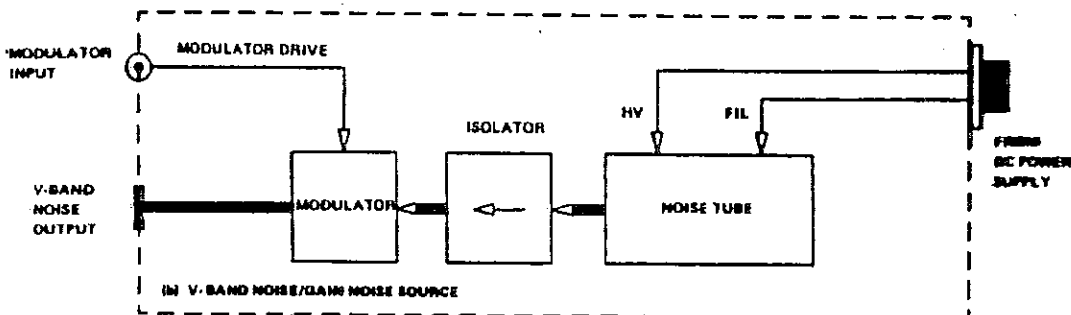 MODULATOR
INPUT
MODULATOR DRIVE
HV
FIL
ISOLATOR
FROM
DC POWER
SUPPLY
V-BAND
NOISE
OUTPUT
MODULATOR
NOISE TUBE
(b) V-BAND NOISE/GAIN NOISE SOURCE